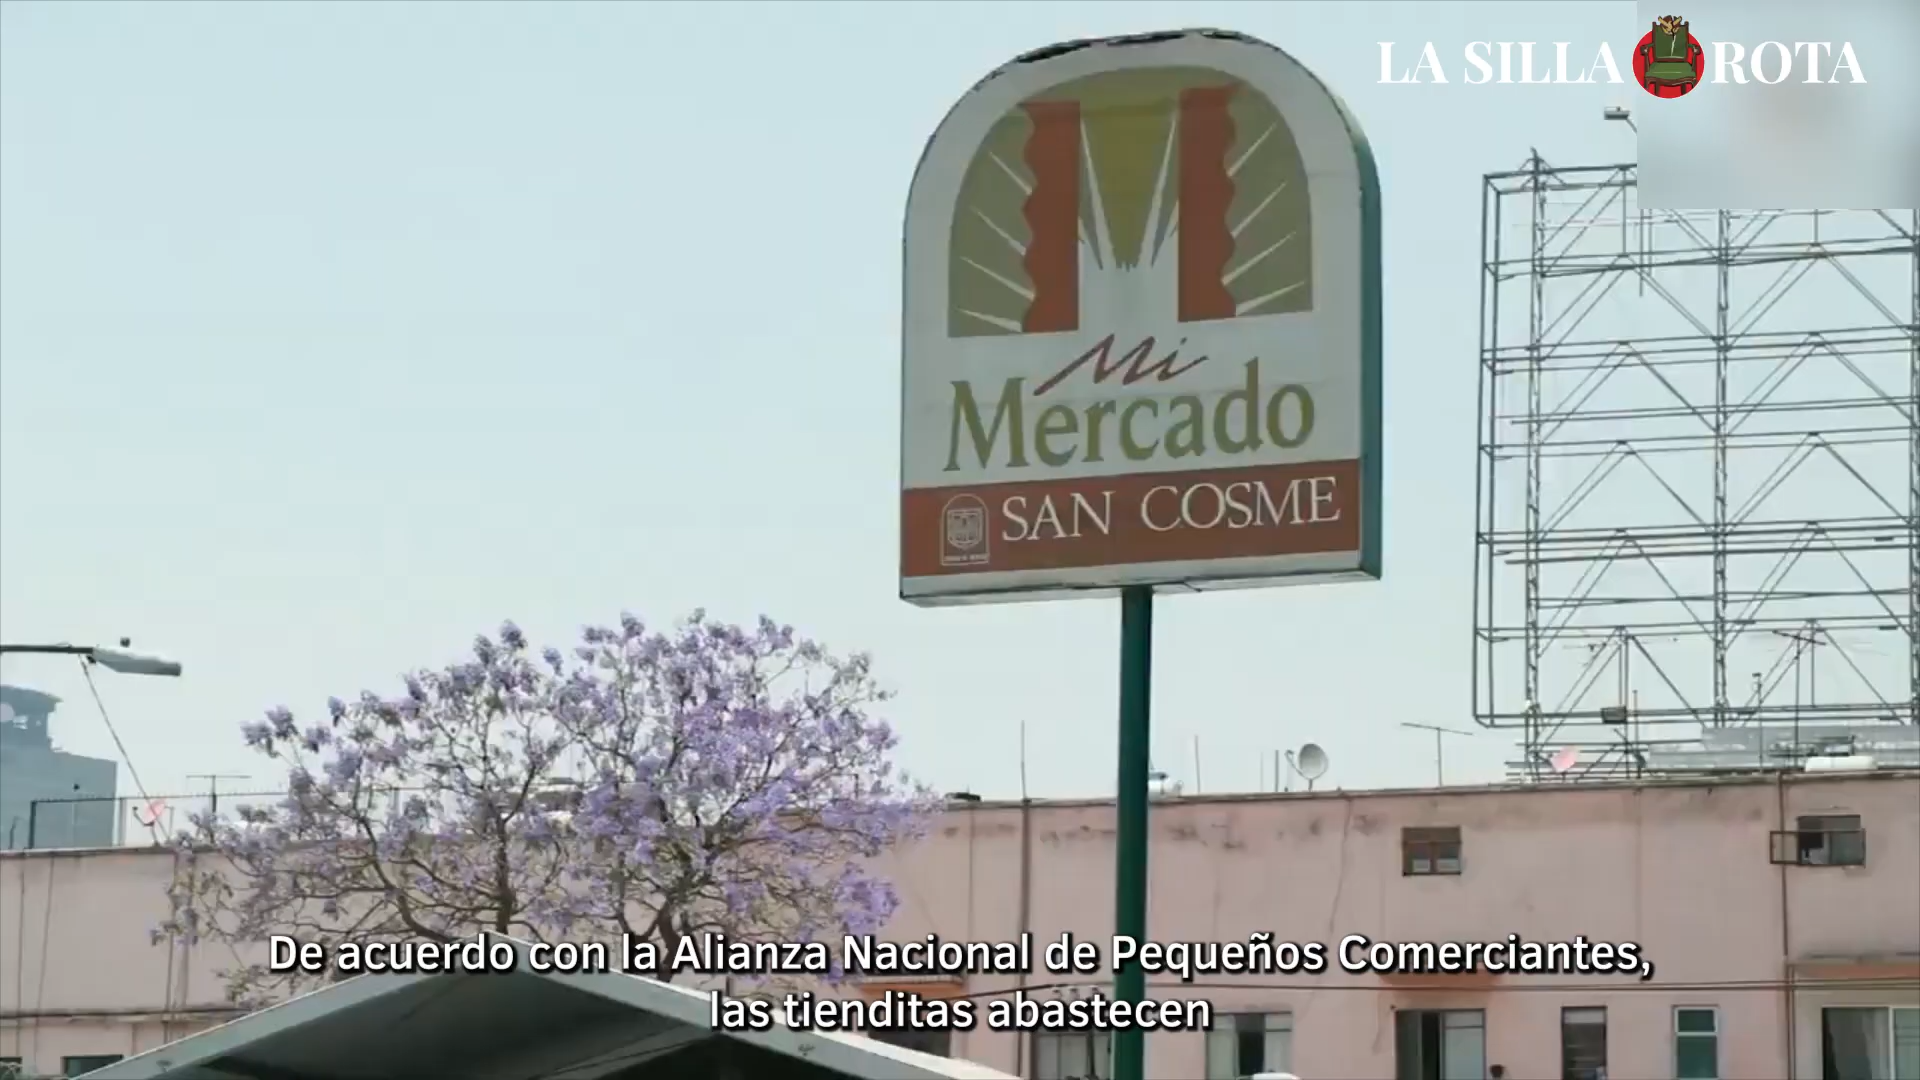 LA SILLA ROTA
Mi
Mercado
SAN COSME
De acuerdo con la Alianza Nacional de Pequeños Comerciantes,
las tienditas abastecen